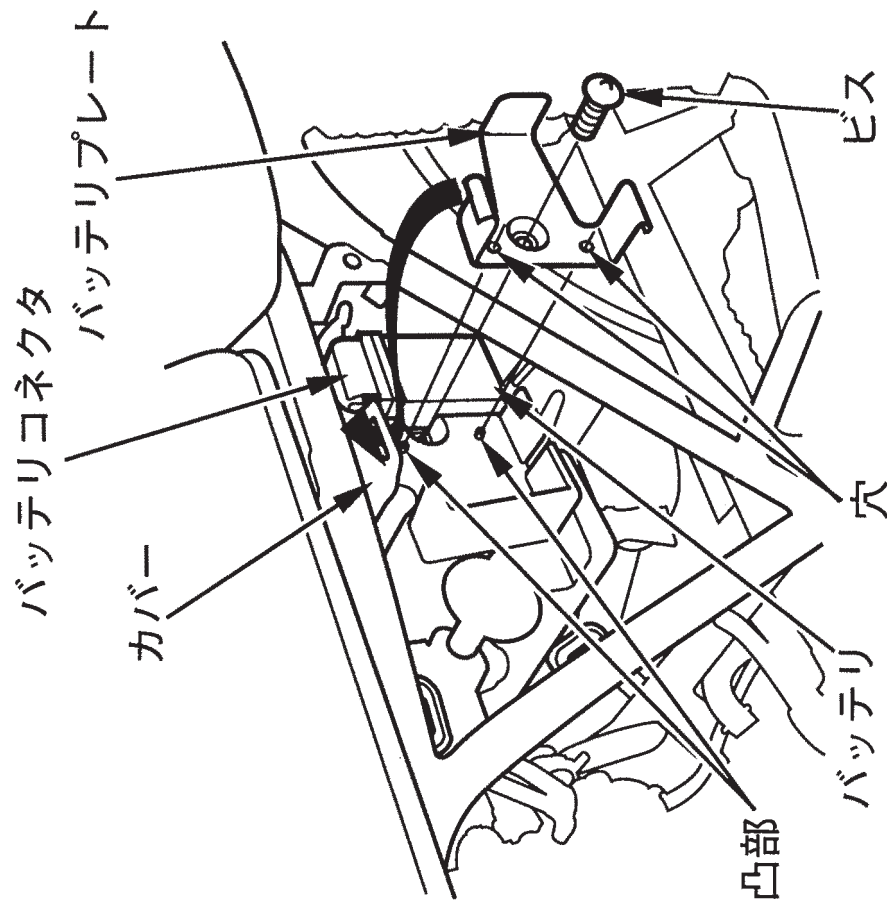 バッテリコネクタ
バッテリプレート
カバー
ビス
穴
バッテリ
凸部